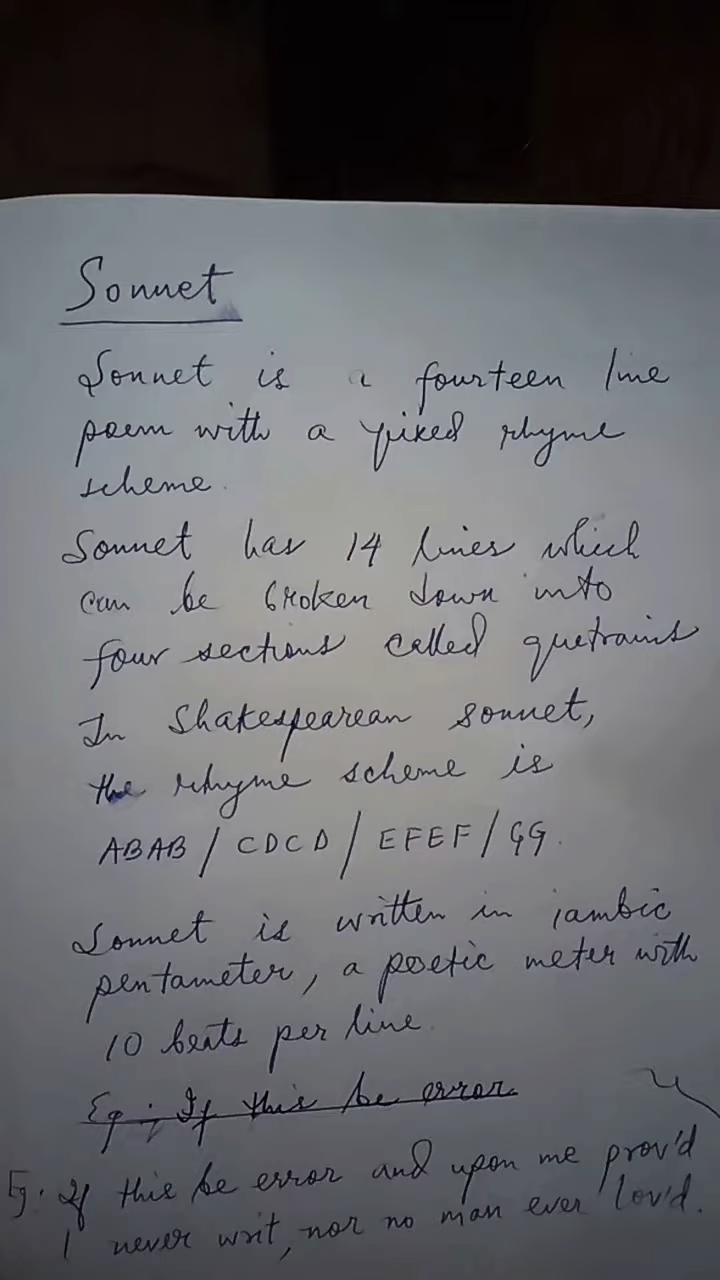 Sonnet
Sonnet is a fourteen line
poem with a fixed rhyme
scheme.
Sonnet has 14 lines which
can be broken down into
four sections called quetrains
In Shakespearean sonnet,
the rhyme scheme is
ABAB / CDCD / EFEF / GG.
Sonnet is written in iambic
pentameter, a poetic meter with
10 beats per line.
Eg: If this be error
Eg: If this be error and upon me prov'd
I never writ, nor no man ever lov'd.